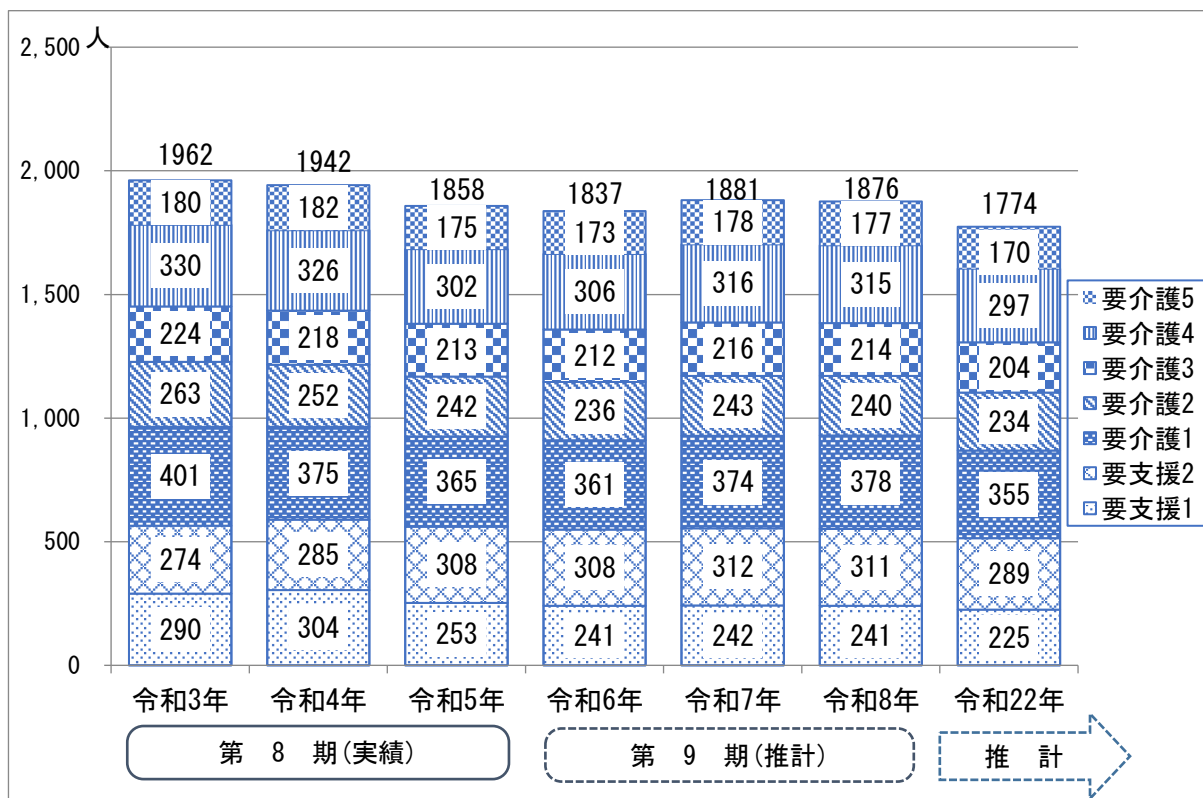 人
2,500
2,000
1,500
1,000
500
0
1962 1942 1858 1837 1881 1876 1774
180 182 175 173 178 177 170
330 326 302 306 316 315 297
224 218 213 212 216 214 204
263 252 242 236 243 240 234
401 375 365 361 374 378 355
274 285 308 308 312 311 289
290 304 253 241 242 241 225
令和3年 令和4年 令和5年 令和6年 令和7年 令和8年 令和22年
第 8 期(実績) 第 9 期(推計) 推 計
要介護5
要介護4
要介護3
要介護2
要介護1
要支援2
要支援1